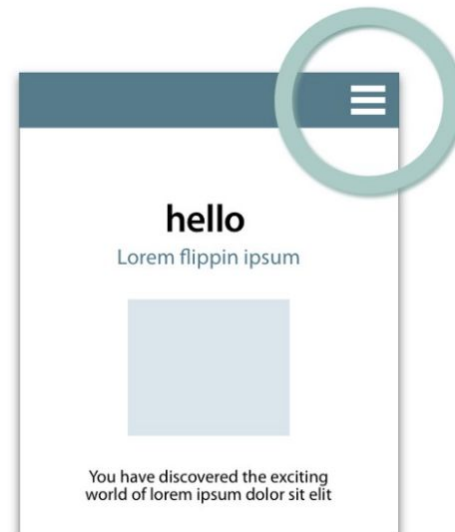 hello
Lorem flippin ipsum
You have discovered the exciting
world of lorem ipsum dolor sit elit